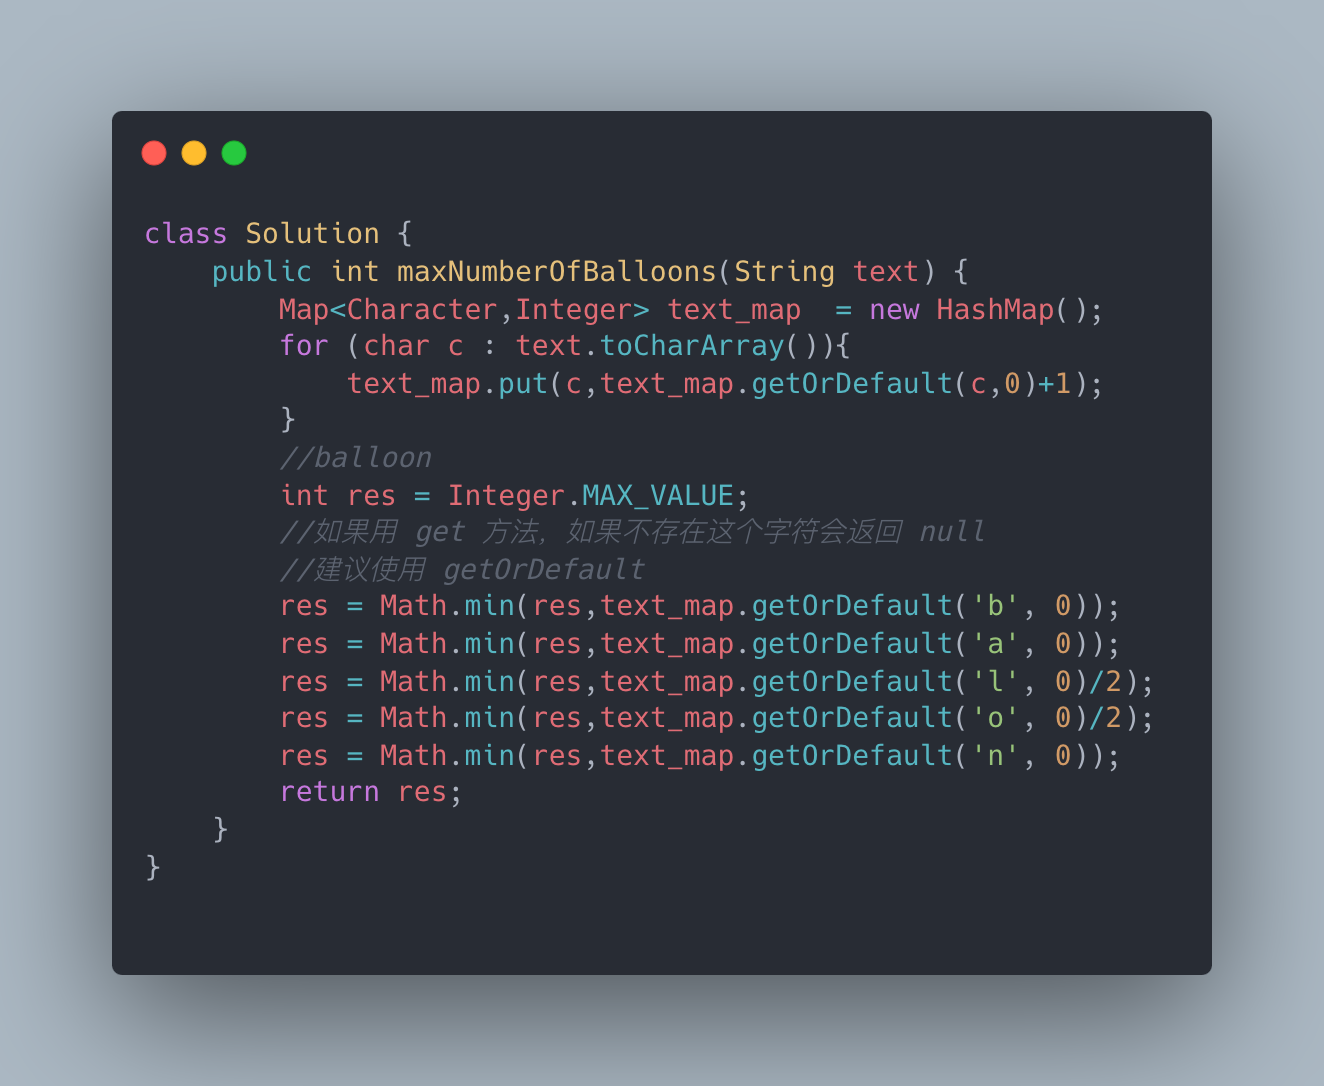 class Solution {
    public int maxNumberOfBalloons(String text) {
        Map<Character,Integer> text_map  = new HashMap();
        for (char c : text.toCharArray()){
            text_map.put(c,text_map.getOrDefault(c,0)+1);
        }
        //balloon
        int res = Integer.MAX_VALUE;
        //如果用 get 方法，如果不存在这个字符会返回 null
        //建议使用 getOrDefault
        res = Math.min(res,text_map.getOrDefault('b', 0));
        res = Math.min(res,text_map.getOrDefault('a', 0));
        res = Math.min(res,text_map.getOrDefault('l', 0)/2);
        res = Math.min(res,text_map.getOrDefault('o', 0)/2);
        res = Math.min(res,text_map.getOrDefault('n', 0));
        return res;
    }
}